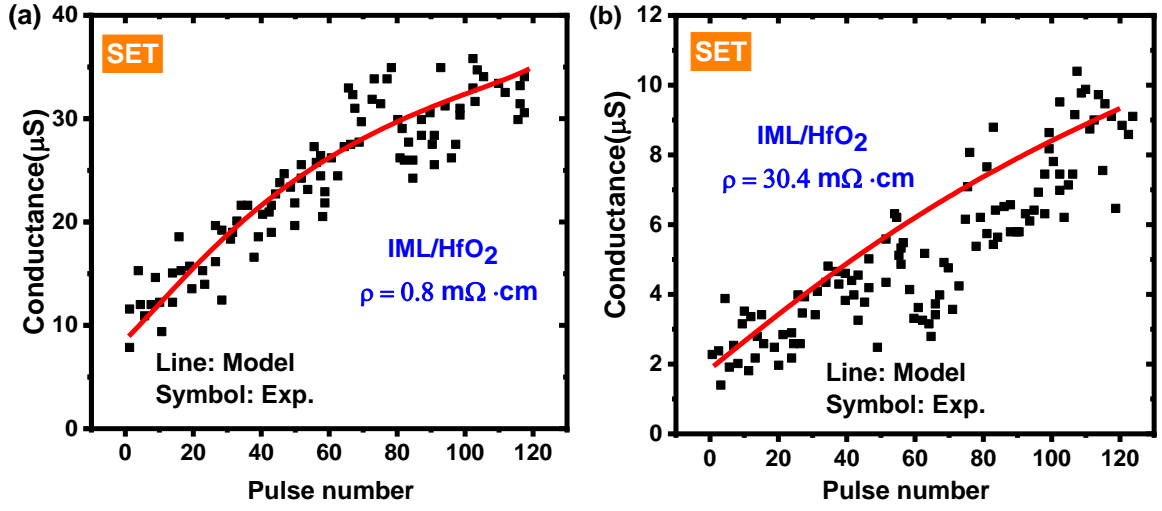 (a)
SET
IML/HfO2
ρ = 0.8 mΩ·cm
Line: Model
Symbol: Exp.
Conductance(μS)
40
30
20
10
0
0 20 40 60 80 100 120
Pulse number
(b)
SET
IML/HfO2
ρ = 30.4 mΩ·cm
Line: Model
Symbol: Exp.
Conductance(μS)
12
10
8
6
4
2
0
0 20 40 60 80 100 120
Pulse number